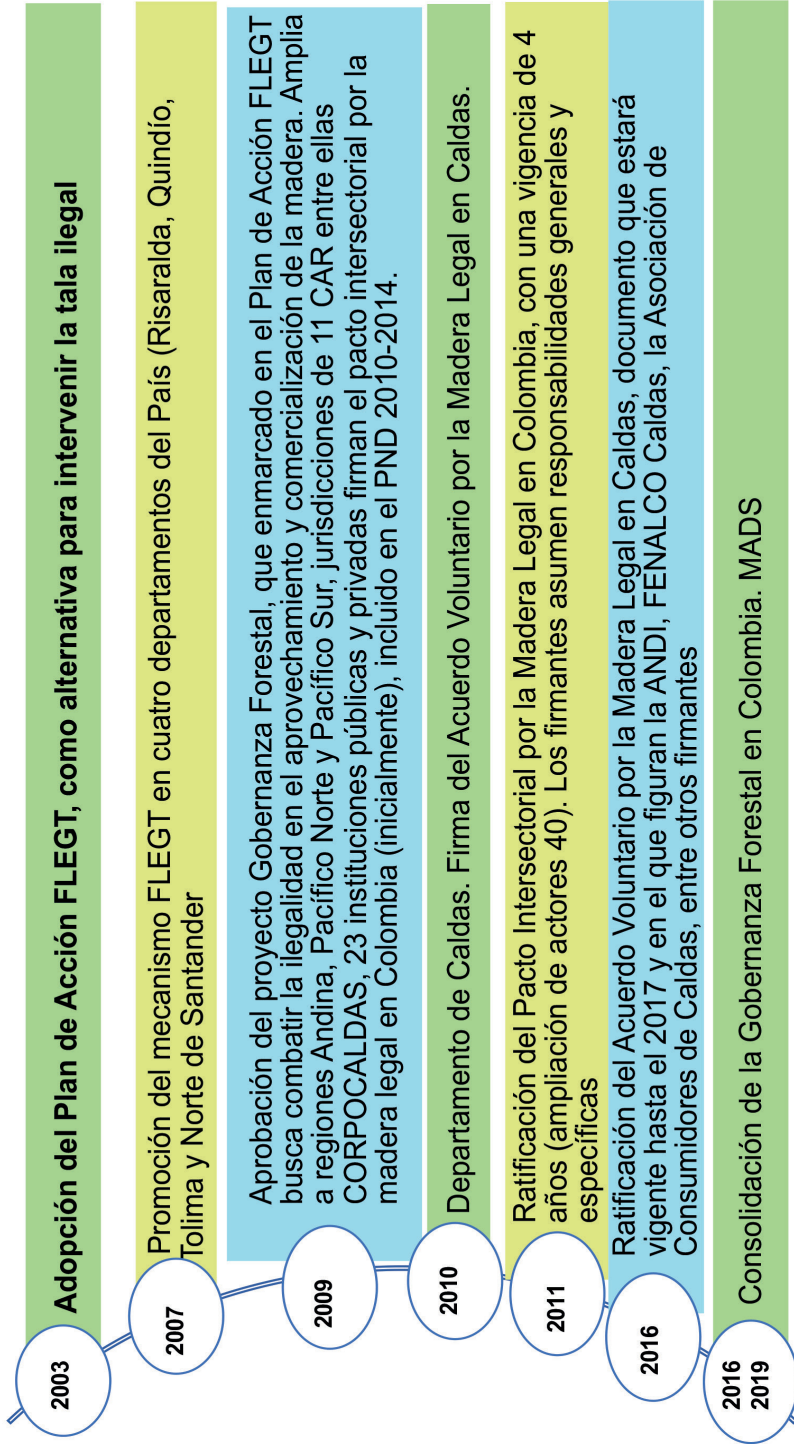 2003
Adopción del Plan de Acción FLEGT, como alternativa para intervenir la tala ilegal
2007
Promoción del mecanismo FLEGT en cuatro departamentos del País (Risaralda, Quindío,
Tolima y Norte de Santander
2009
Aprobación del proyecto Gobernanza Forestal, que enmarcado en el Plan de Acción FLEGT
busca combatir la ilegalidad en el aprovechamiento y comercialización de la madera. Amplia
a regiones Andina, Pacífico Norte y Pacífico Sur, jurisdicciones de 11 CAR entre ellas
CORPOCALDAS, 23 instituciones públicas y privadas firman el pacto intersectorial por la
madera legal en Colombia (inicialmente), incluido en el PND 2010-2014.
2010
Departamento de Caldas. Firma del Acuerdo Voluntario por la Madera Legal en Caldas.
2011
Ratificación del Pacto Intersectorial por la Madera Legal en Colombia, con una vigencia de 4
años (ampliación de actores 40). Los firmantes asumen responsabilidades generales y
específicas
2016
Ratificación del Acuerdo Voluntario por la Madera Legal en Caldas, documento que estará
vigente hasta el 2017 y en el que figuran la ANDI, FENALCO Caldas, la Asociación de
Consumidores de Caldas, entre otros firmantes
2016
2019
Consolidación de la Gobernanza Forestal en Colombia. MADS